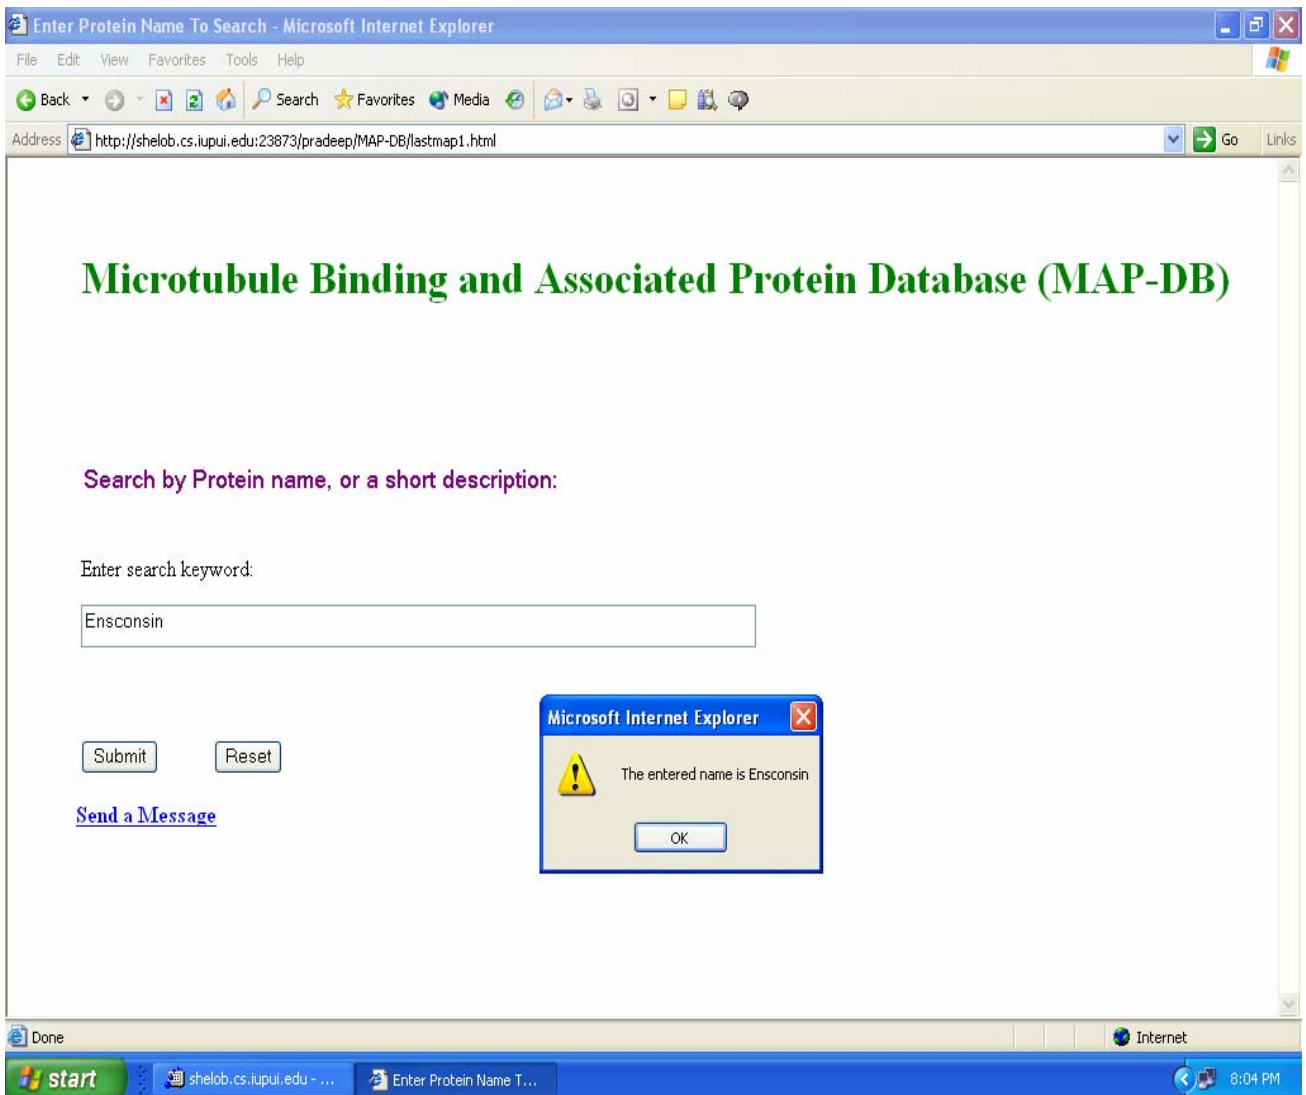 Enter Protein Name To Search - Microsoft Internet Explorer
File Edit View Favorites Tools Help
Back Search Favorites Media
Address http://shelob.cs.iupui.edu:23873/pradeep/MAP-DB/lastmap1.html Go Links
Microtubule Binding and Associated Protein Database (MAP-DB)
Search by Protein name, or a short description:
Enter search keyword:
Ensconsin
Submit Reset
Send a Message
Microsoft Internet Explorer
The entered name is Ensconsin
OK
Done Internet
start shelob.cs.iupui.edu - ... Enter Protein Name T... 8:04 PM